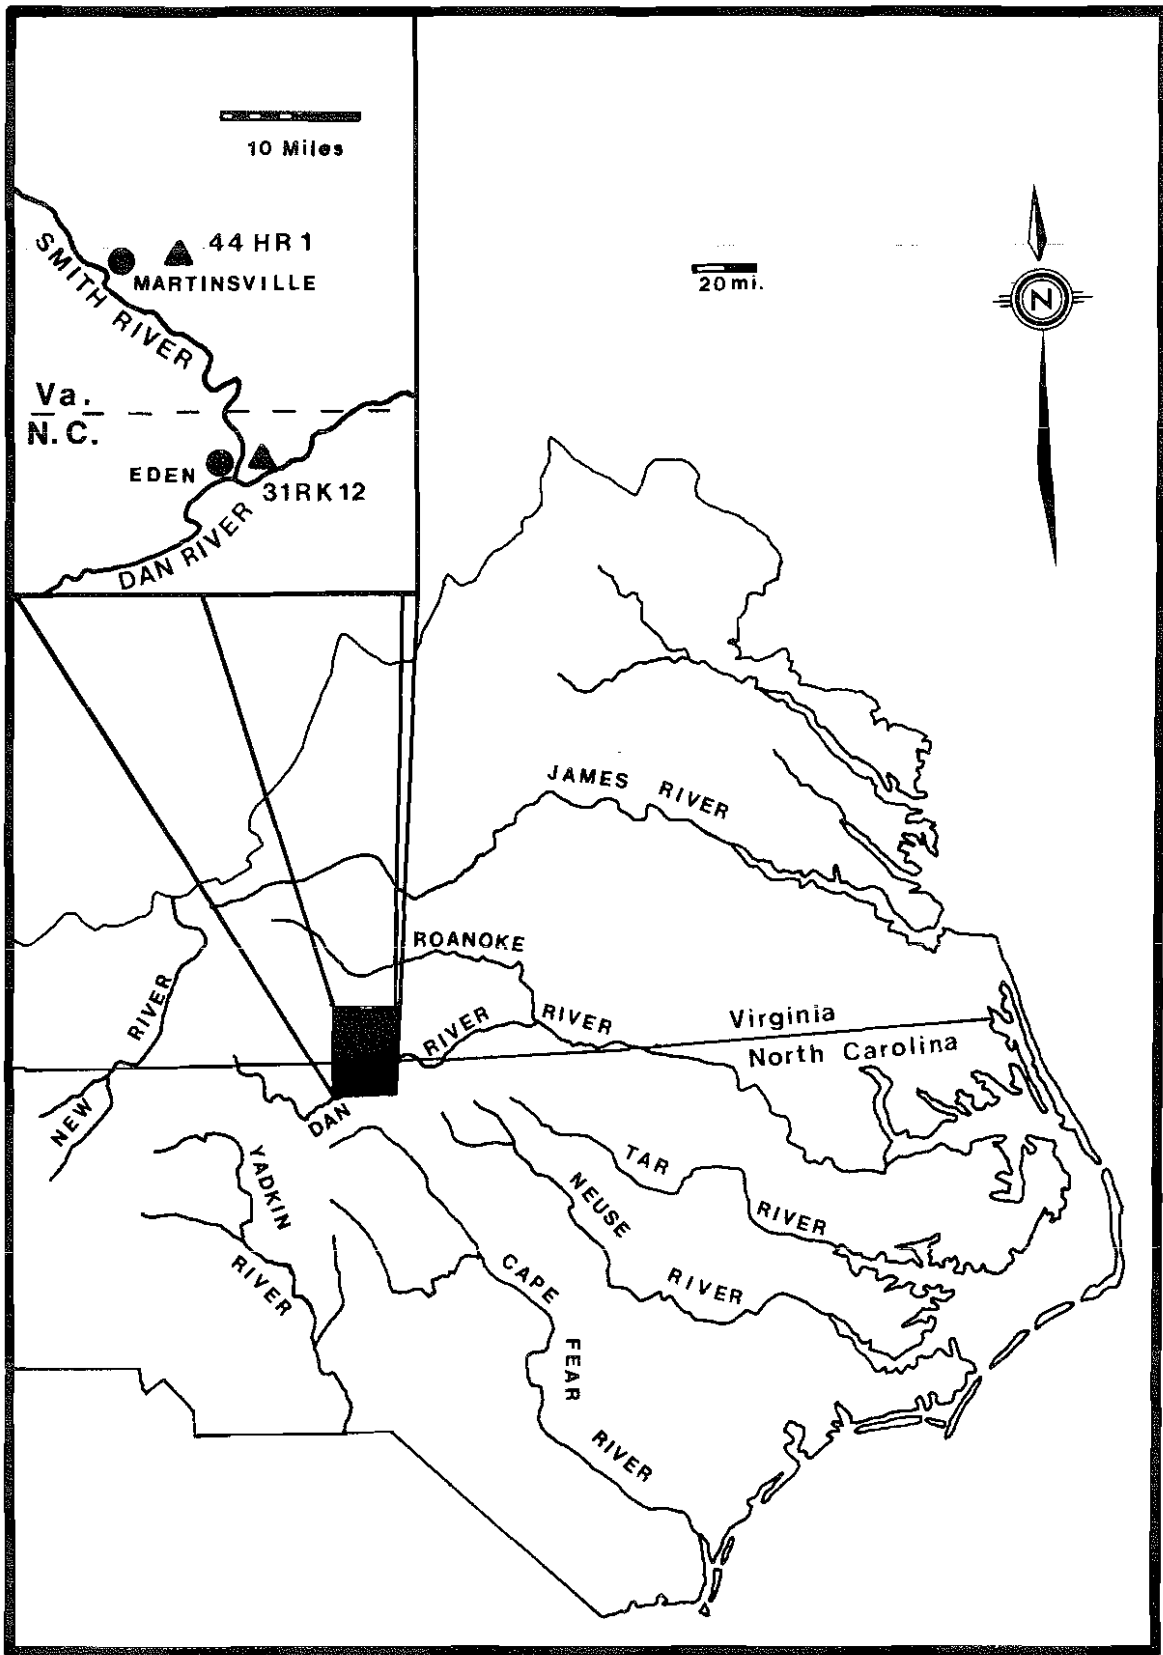 10 Miles
44 HR 1
MARTINSVILLE
SMITH RIVER
Va.
N.C.
EDEN
31RK12
DAN RIVER
20 mi.
N
JAMES RIVER
ROANOKE
RIVER
RIVER
RIVER
Virginia
North Carolina
NEW
DAN
YADKIN
RIVER
TAR
RIVER
NEUSE
RIVER
CAPE
FEAR
RIVER